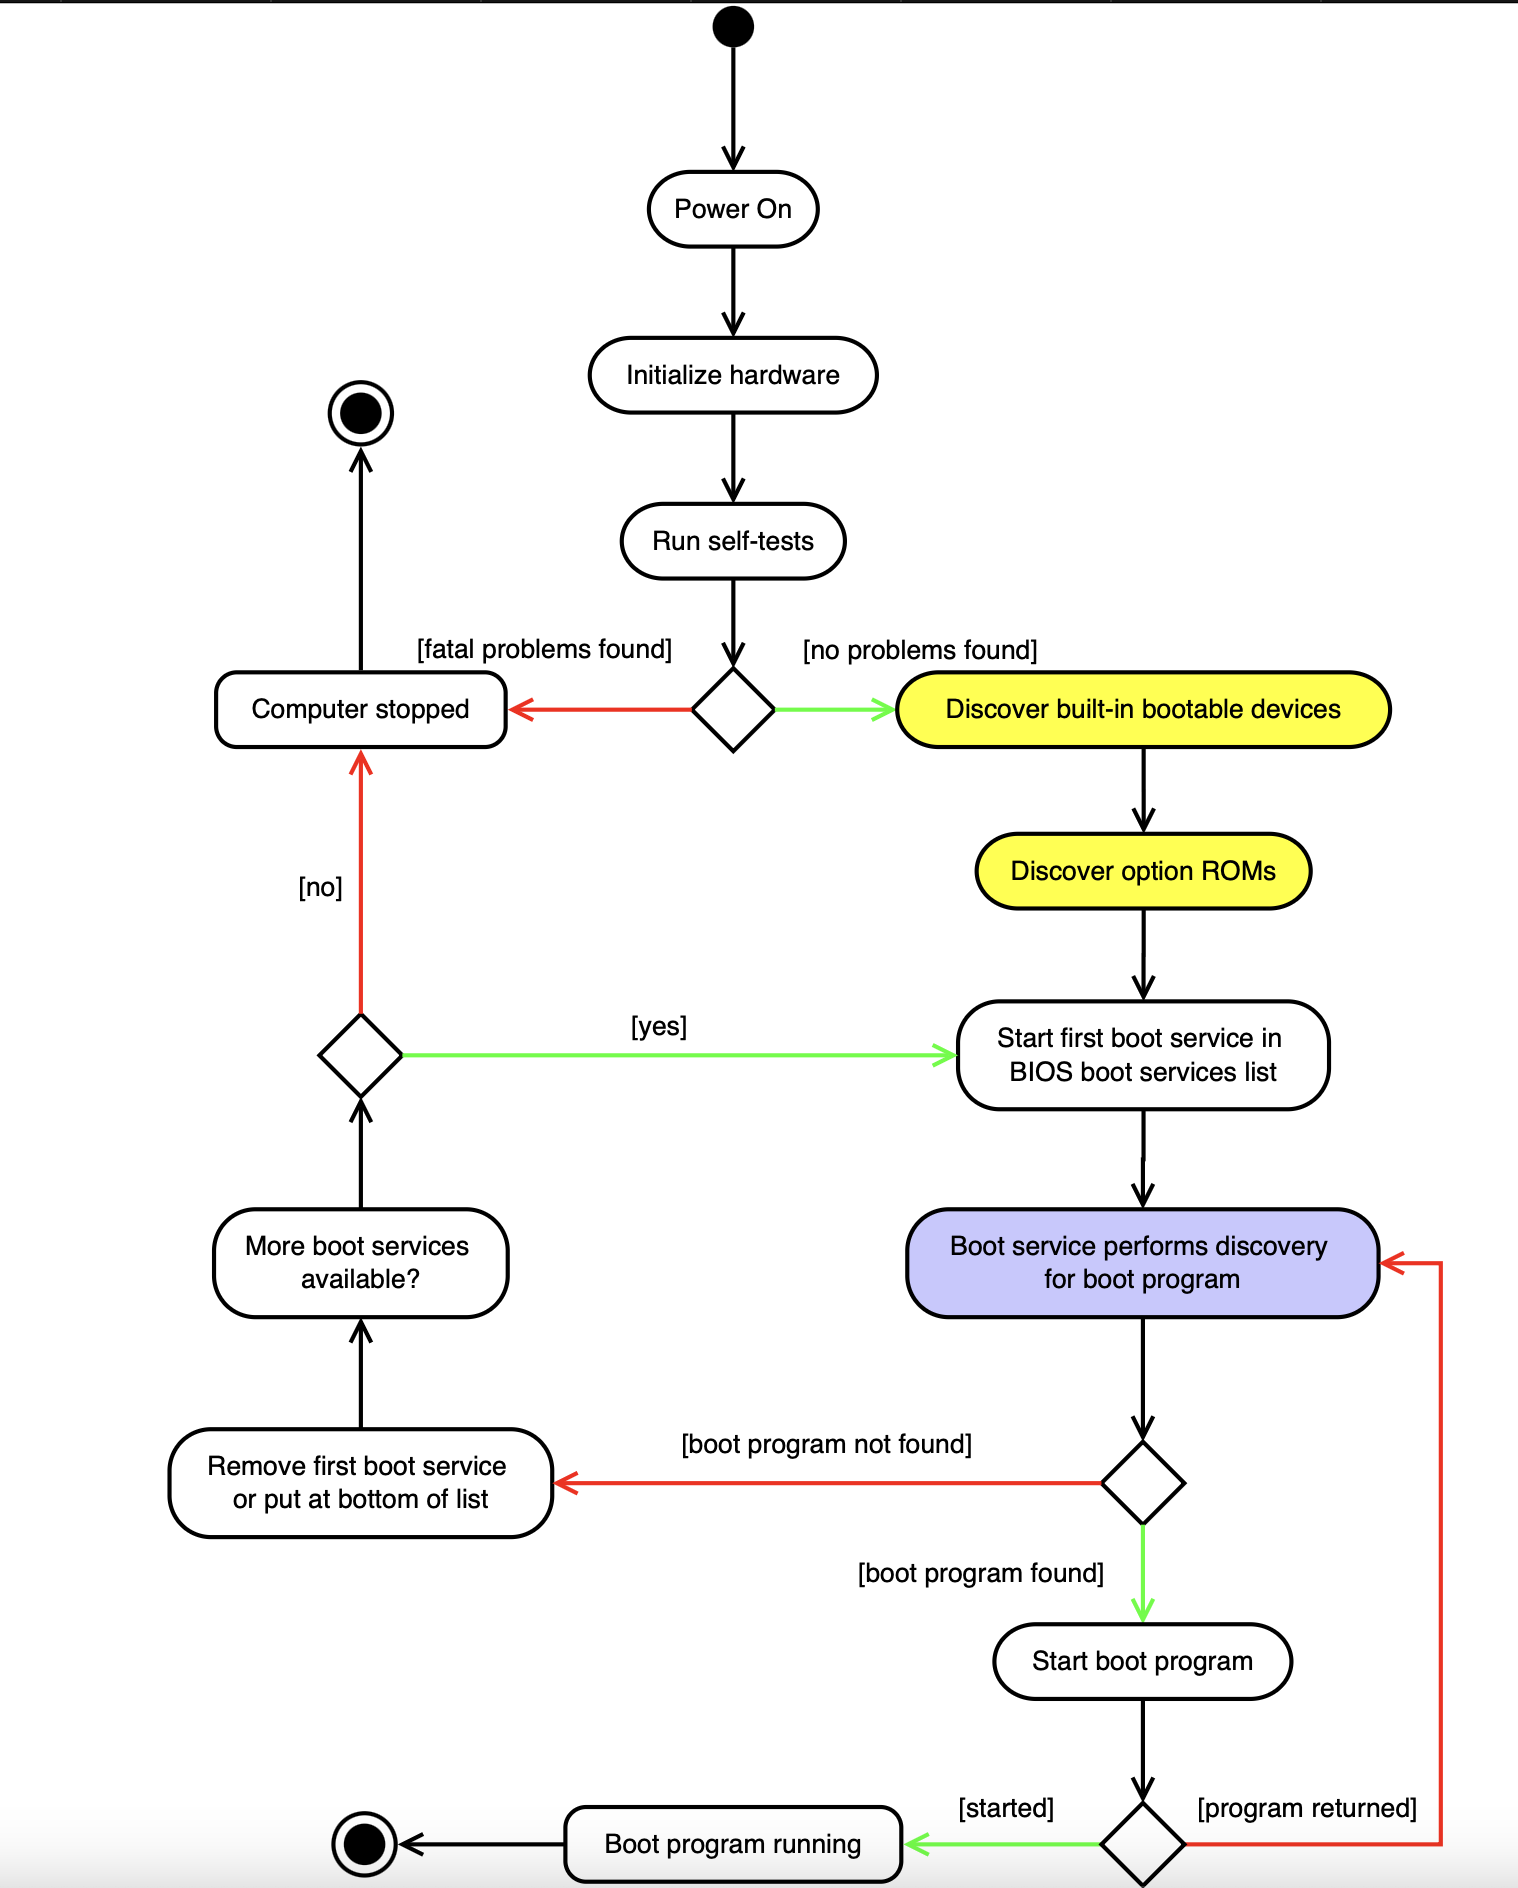 Power On
Initialize hardware
Run self-tests
[fatal problems found]
[no problems found]
Computer stopped
Discover built-in bootable devices
Discover option ROMs
[no]
[yes]
Start first boot service in
BIOS boot services list
More boot services
available?
Boot service performs discovery
for boot program
[boot program not found]
Remove first boot service
or put at bottom of list
[boot program found]
Start boot program
[started]
[program returned]
Boot program running